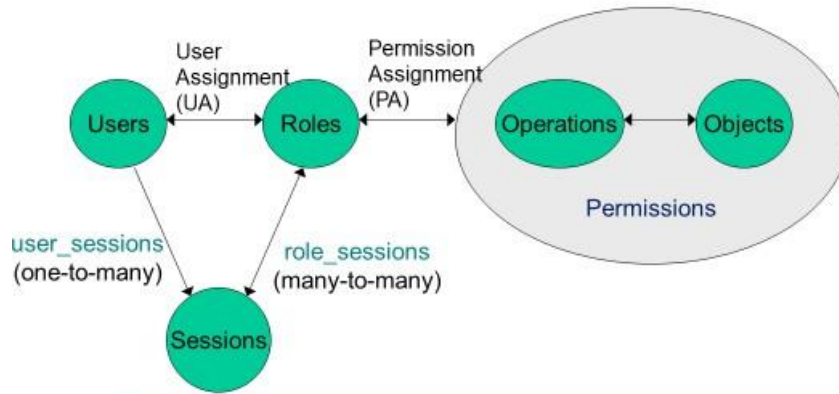 User
Assignment
(UA)
Permission
Assignment
(PA)
Users
Roles
Operations
Objects
Permissions
user_sessions
(one-to-many)
role_sessions
(many-to-many)
Sessions